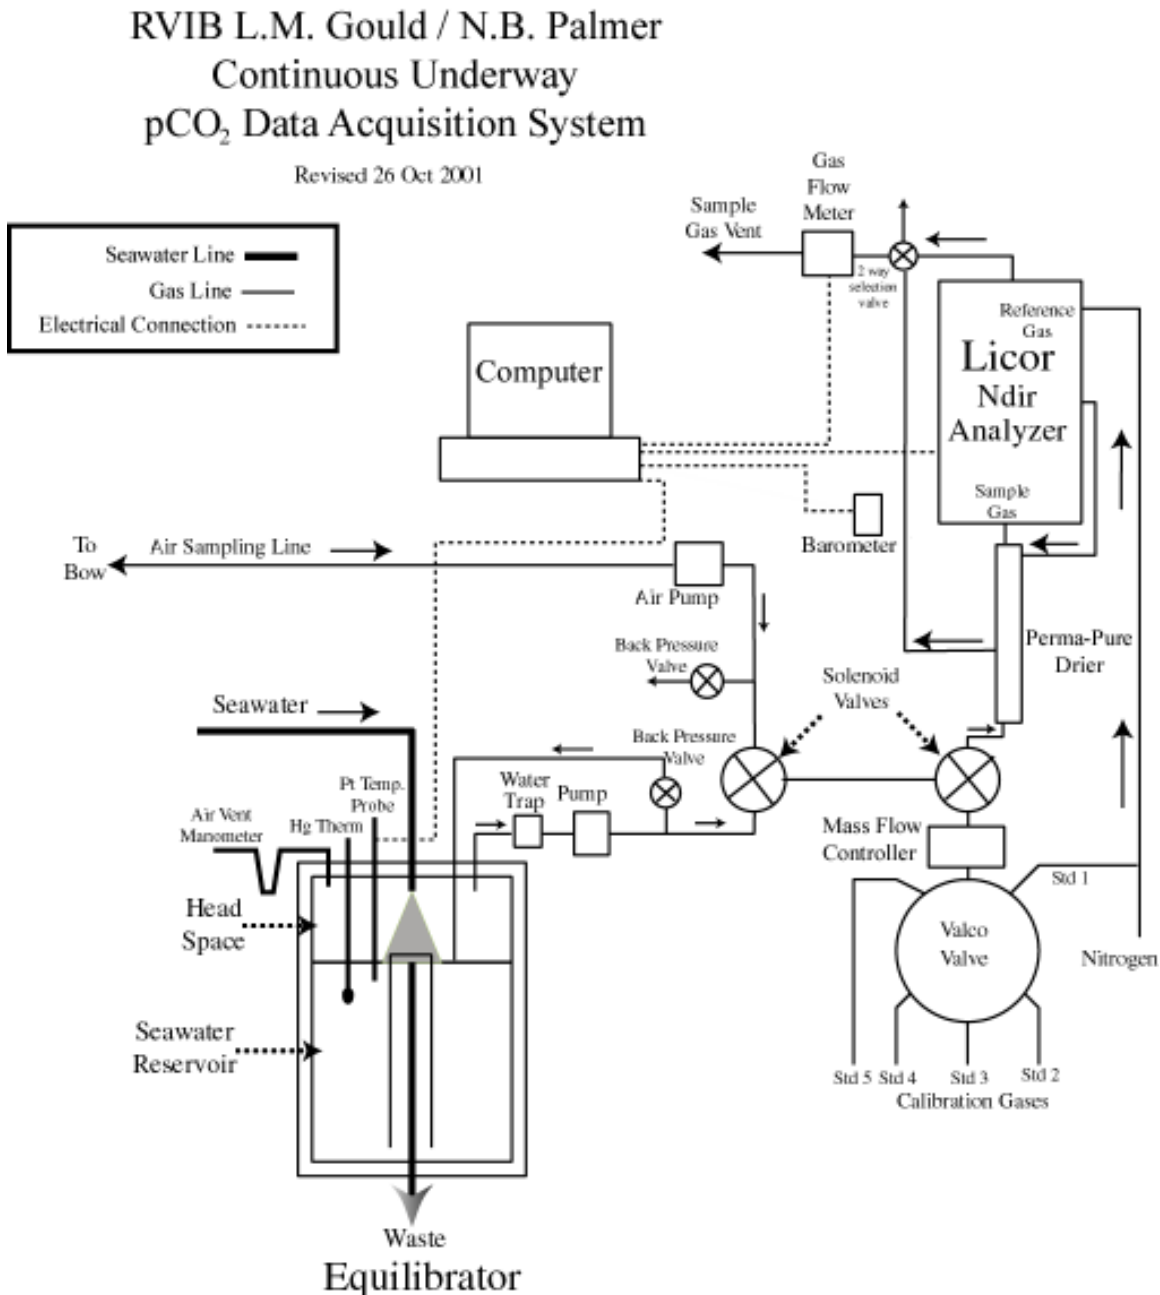 RVIB L.M. Gould / N.B. Palmer
Continuous Underway
pCO₂ Data Acquisition System
Revised 26 Oct 2001
Seawater Line
Gas Line
Electrical Connection
Gas
Flow
Meter
Sample
Gas Vent
2 way
selection
valve
Reference
Gas
Licor
Ndir
Analyzer
Sample
Gas
Computer
Barometer
To
Bow
Air Sampling Line
Air Pump
Back Pressure
Valve
Solenoid
Valves
Perma-Pure
Drier
Seawater
Back Pressure
Valve
Pt Temp.
Probe
Water
Trap
Pump
Air Vent
Manometer
Hg Therm
Mass Flow
Controller
Std 1
Head
Space
Valco
Valve
Nitrogen
Seawater
Reservoir
Std 5
Std 4
Std 3
Std 2
Calibration Gases
Waste
Equilibrator